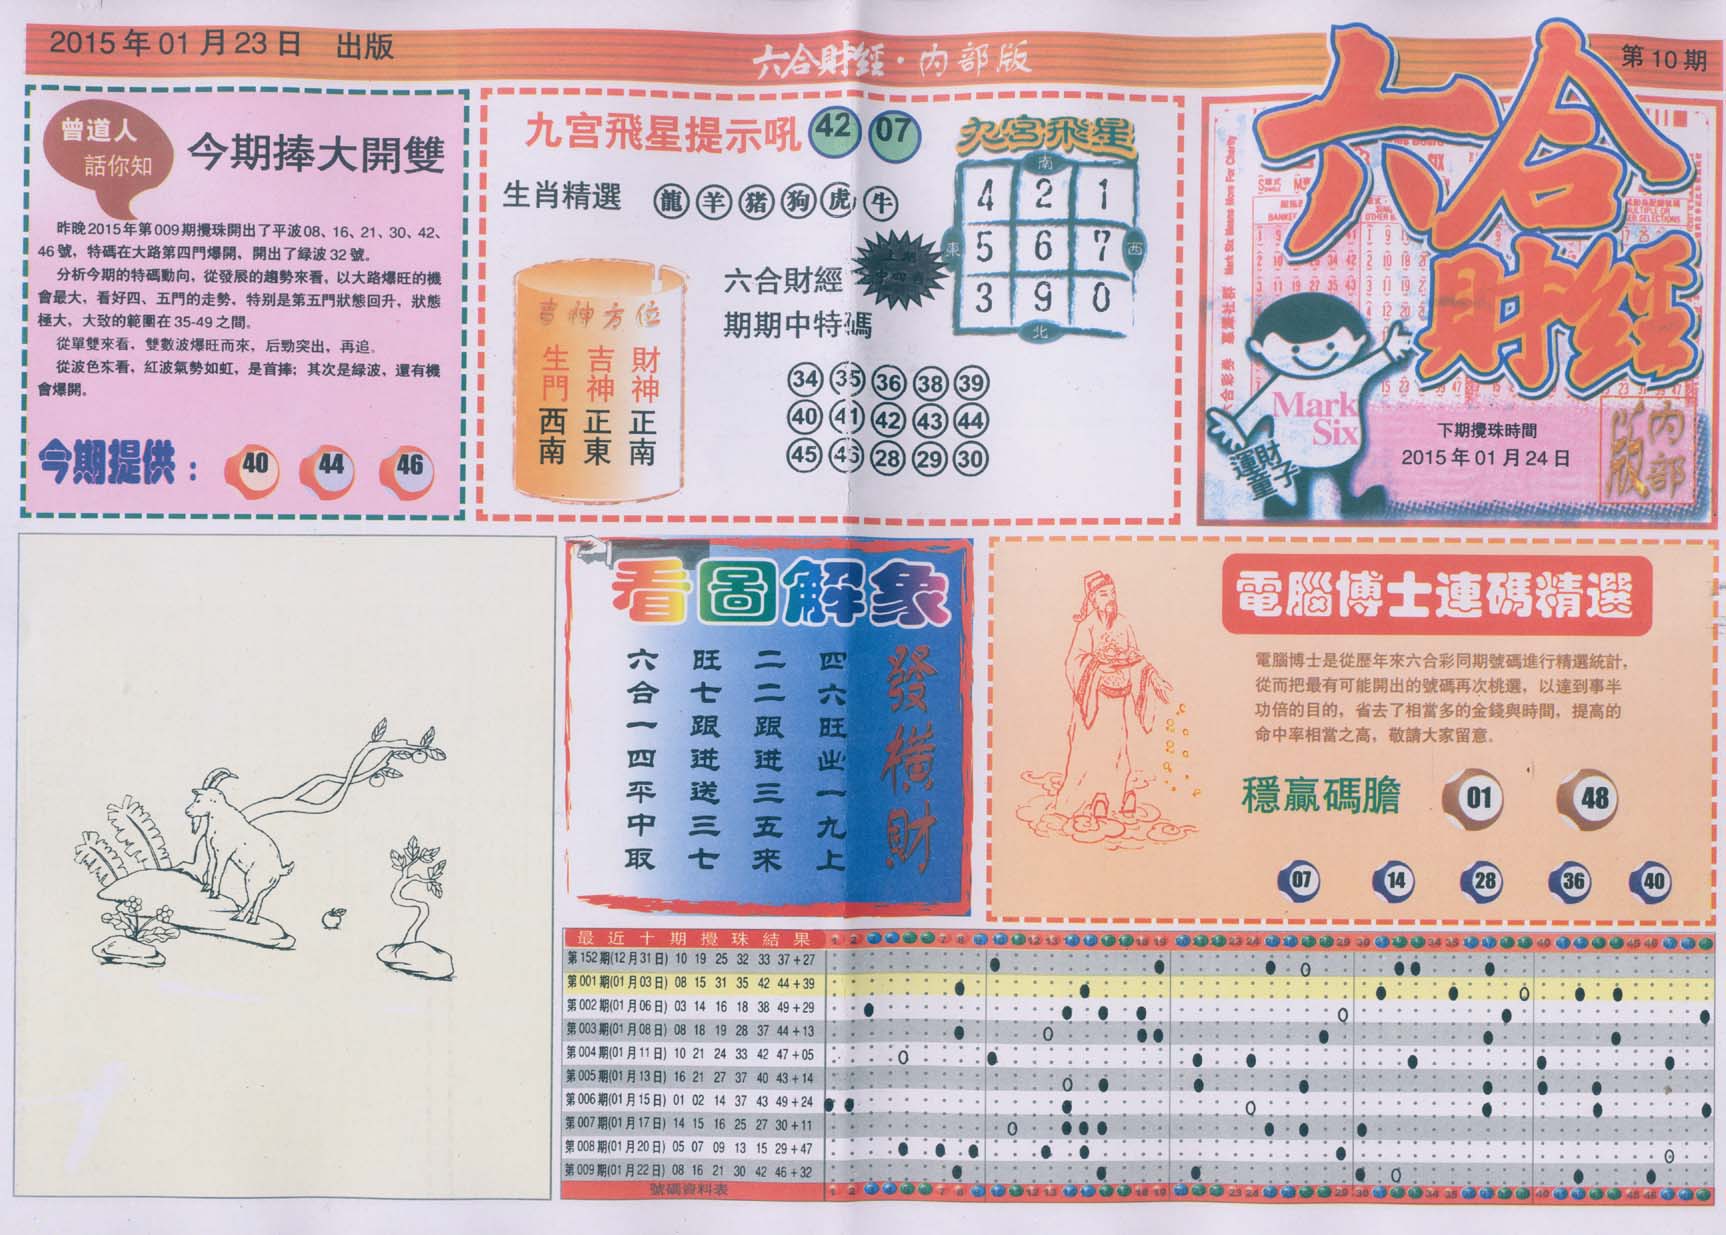 2015年01月23日 出版
六合財經·内部版
第10期
曾道人
話你知
今期捧大開雙
昨晚2015年第009期攪珠開出了平波08、16、21、30、42、
46號，特碼在大路第四門爆開，開出了綠波32號。
分析今期的特碼動向，從發展的趨勢來看，以大路爆旺的機
會最大，看好四、五門的走勢，特别是第五門狀態回升，狀態
極大，大致的範圍在35-49之間。
從單雙來看，雙數波爆旺而來，后勁突出，再追。
從波色來看，紅波氣勢如虹，是首捧；其次是綠波，還有機
會爆開。
今期提供： 40 44 46
九宮飛星提示吼 42 07
生肖精選 龍 羊 猪 狗 虎 牛
六合財經
期期中特碼
上期
中四肖
吉神方位
生門西南
吉神正東
財神正南
34 35 36 38 39
40 41 42 43 44
45 46 28 29 30
九宮飛星
南
4 2 1
東 5 6 7 西
3 9 0
北
六合
財經
Mark
Six
運財
童子
下期攪珠時間
2015年01月24日
内部
版
看圖解象
發橫財
四六旺出一九上
二二跟进三五來
旺七跟进送三七
六合一四平中取
電腦博士連碼精選
電腦博士是從歷年來六合彩同期號碼進行精選統計，
從而把最有可能開出的號碼再次桃選，以達到事半
功倍的目的，省去了相當多的金錢與時間，提高的
命中率相當之高，敬請大家留意。
穩贏碼膽 01 48
07 14 28 36 40
最近十期攪珠結果
第152期(12月31日) 10 19 25 32 33 37+27
第001期(01月03日) 08 15 31 35 42 44+39
第002期(01月06日) 03 14 16 18 38 49+29
第003期(01月08日) 08 18 19 28 37 44+13
第004期(01月11日) 10 21 24 33 42 47+05
第005期(01月13日) 16 21 27 37 40 43+14
第006期(01月15日) 01 02 14 37 43 49+24
第007期(01月17日) 14 15 16 25 27 30+11
第008期(01月20日) 05 07 09 13 15 29+47
第009期(01月22日) 08 16 21 30 42 46+32
號碼資料表